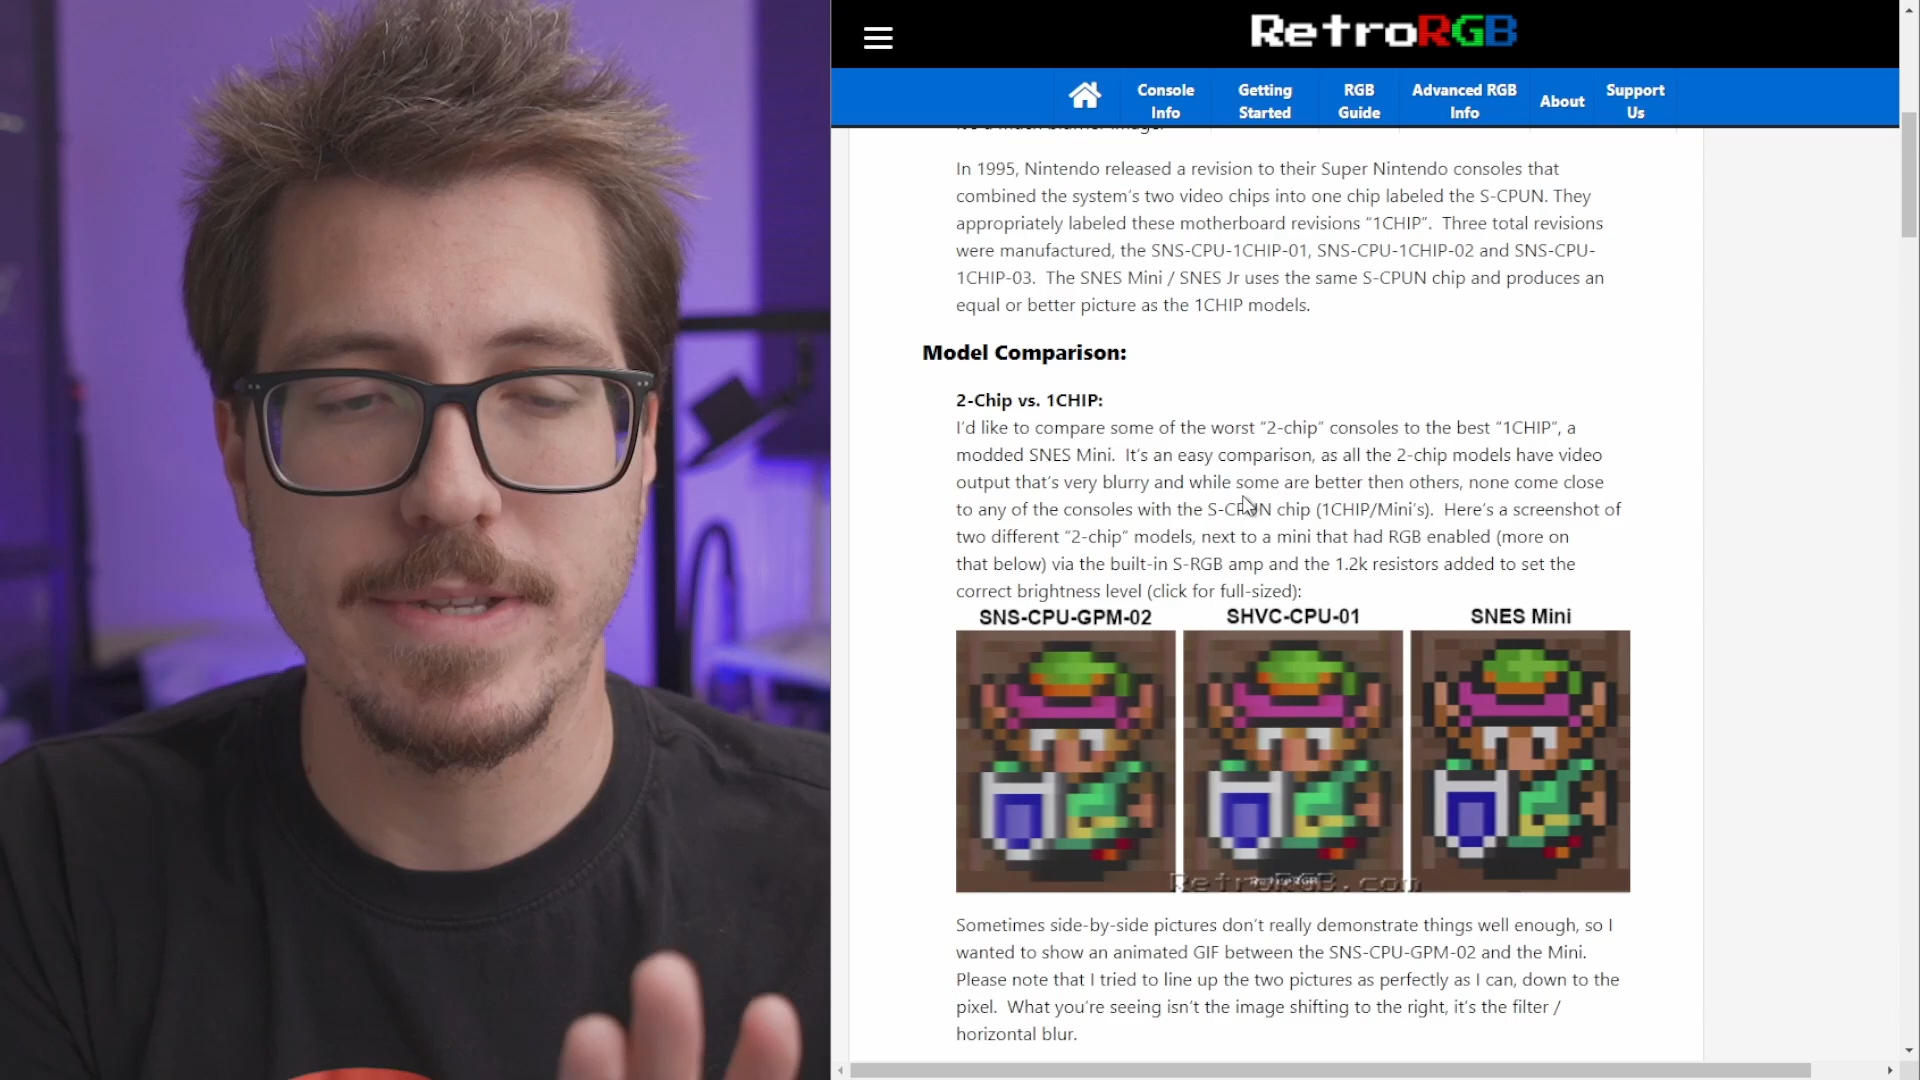 RetroRGB
Console Info
Getting Started
RGB Guide
Advanced RGB Info
About
Support Us
In 1995, Nintendo released a revision to their Super Nintendo consoles that
combined the system's two video chips into one chip labeled the S-CPUN. They
appropriately labeled these motherboard revisions "1CHIP".  Three total revisions
were manufactured, the SNS-CPU-1CHIP-01, SNS-CPU-1CHIP-02 and SNS-CPU-
1CHIP-03.  The SNES Mini / SNES Jr uses the same S-CPUN chip and produces an
equal or better picture as the 1CHIP models.
Model Comparison:
2-Chip vs. 1CHIP:
I'd like to compare some of the worst "2-chip" consoles to the best "1CHIP", a
modded SNES Mini.  It's an easy comparison, as all the 2-chip models have video
output that's very blurry and while some are better then others, none come close
to any of the consoles with the S-CPUN chip (1CHIP/Mini's).  Here's a screenshot of
two different "2-chip" models, next to a mini that had RGB enabled (more on
that below) via the built-in S-RGB amp and the 1.2k resistors added to set the
correct brightness level (click for full-sized):
SNS-CPU-GPM-02 SHVC-CPU-01 SNES Mini
RetroRGB.com
Sometimes side-by-side pictures don't really demonstrate things well enough, so I
wanted to show an animated GIF between the SNS-CPU-GPM-02 and the Mini.
Please note that I tried to line up the two pictures as perfectly as I can, down to the
pixel.  What you're seeing isn't the image shifting to the right, it's the filter /
horizontal blur.